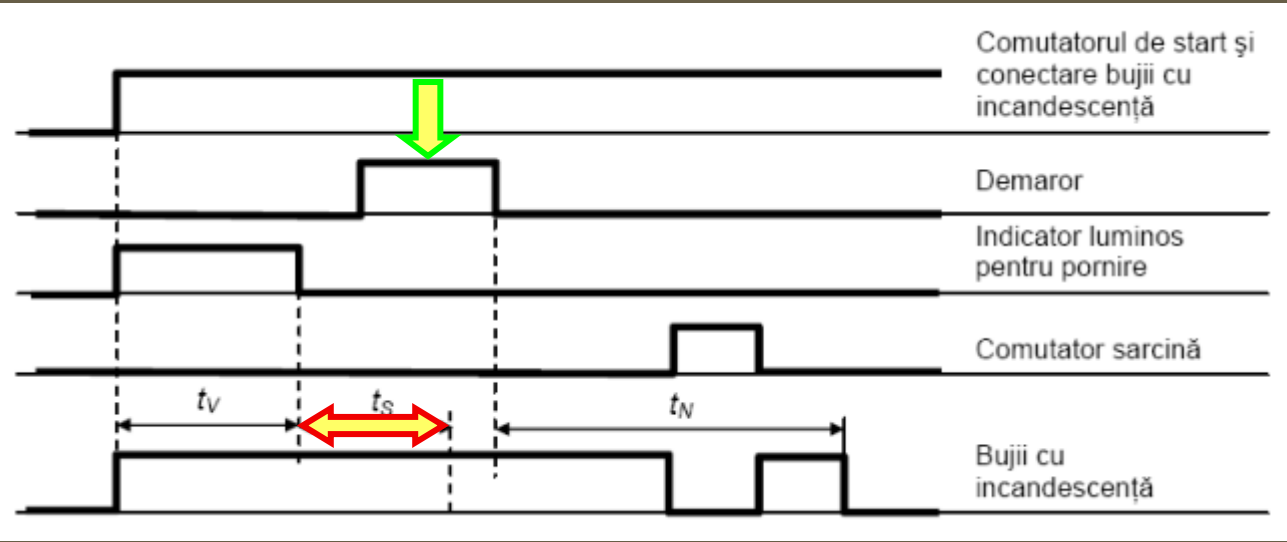 Comutatorul de start şi
conectare bujii cu
incandescenţă
Demaror
Indicator luminos
pentru pornire
Comutator sarcină
tV
tS
tN
Bujii cu
incandescenţă